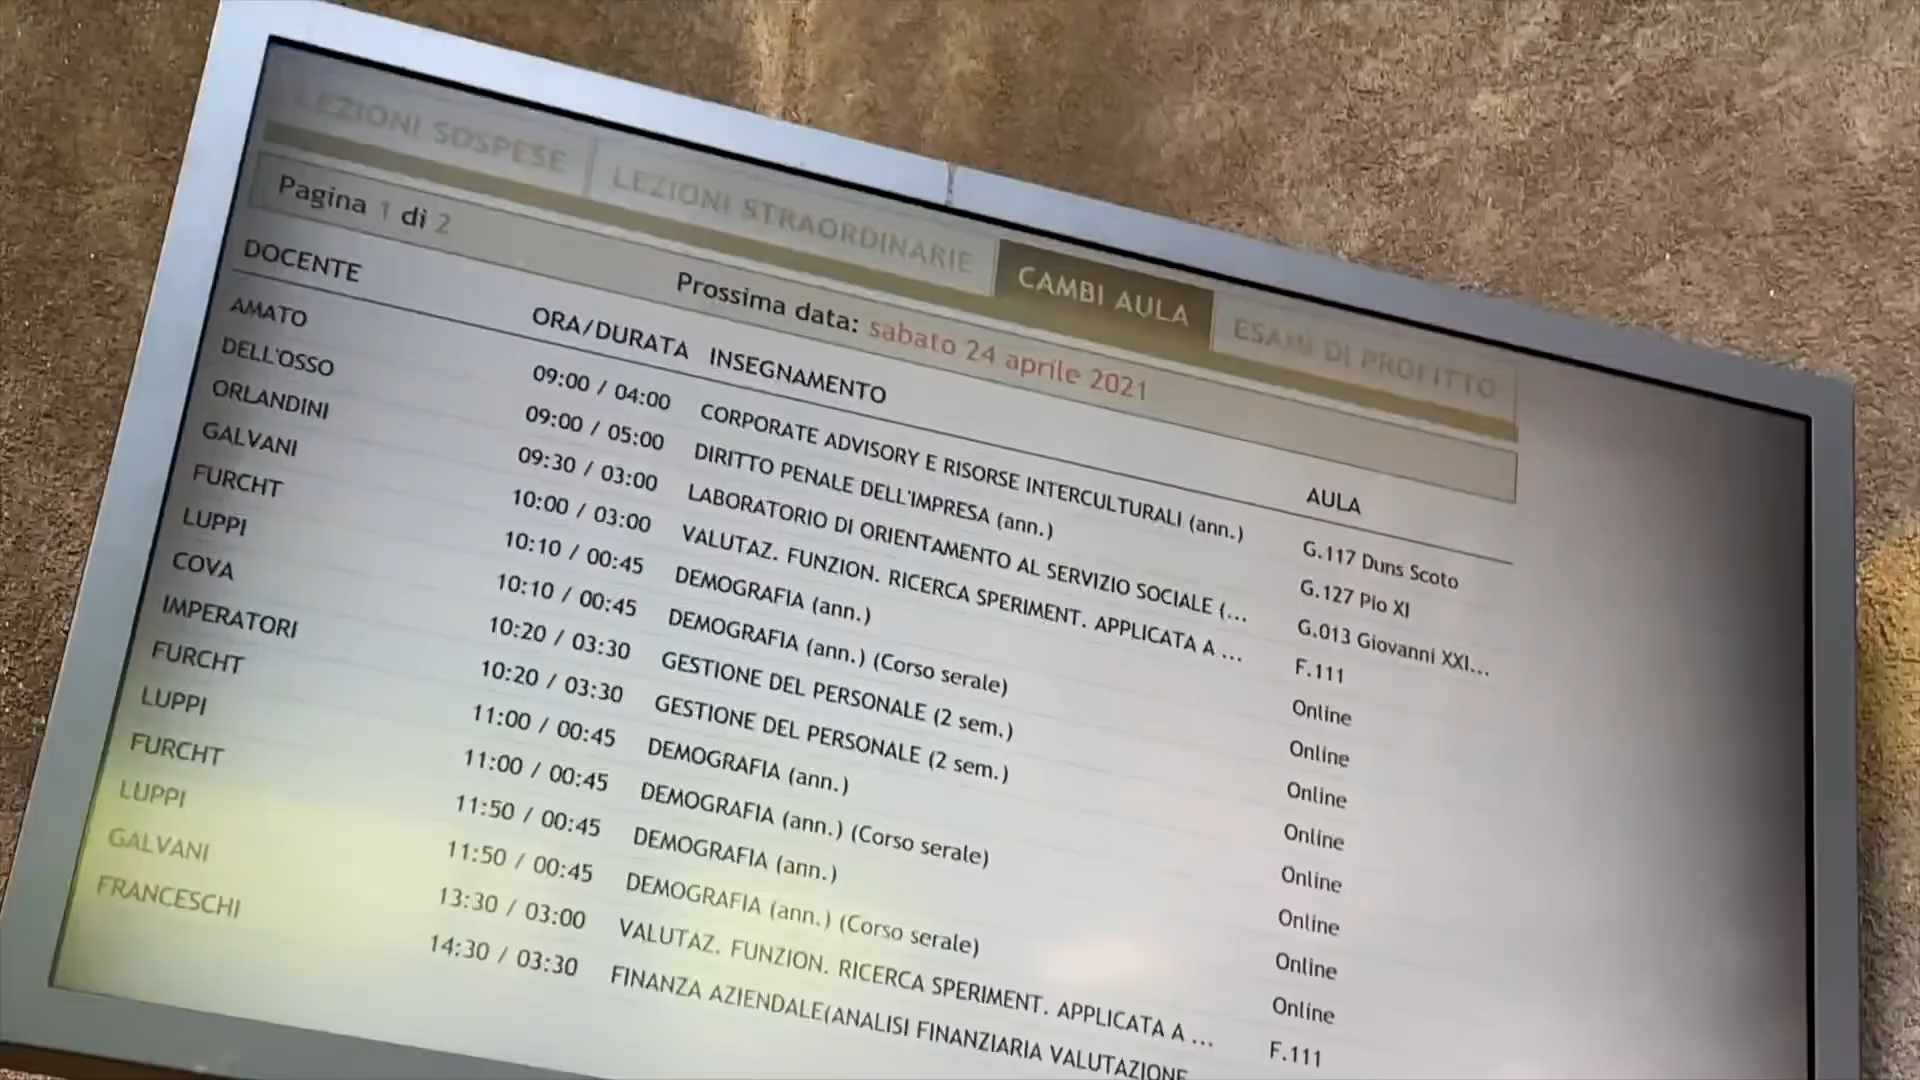 LEZIONI SOSPESE LEZIONI STRAORDINARIE CAMBI AULA ESAMI DI PROFITTO
Pagina 1 di 2 Prossima data: sabato 24 aprile 2021
DOCENTE ORA/DURATA INSEGNAMENTO AULA
AMATO 09:00 / 04:00 CORPORATE ADVISORY E RISORSE INTERCULTURALI (ann.) G.117 Duns Scoto
DELL'OSSO 09:00 / 05:00 DIRITTO PENALE DELL'IMPRESA (ann.) G.127 Pio XI
ORLANDINI 09:30 / 03:00 LABORATORIO DI ORIENTAMENTO AL SERVIZIO SOCIALE (... G.013 Giovanni XXI...
GALVANI 10:00 / 03:00 VALUTAZ. FUNZION. RICERCA SPERIMENT. APPLICATA A ... F.111
FURCHT 10:10 / 00:45 DEMOGRAFIA (ann.) Online
LUPPI 10:10 / 00:45 DEMOGRAFIA (ann.) (Corso serale) Online
COVA 10:20 / 03:30 GESTIONE DEL PERSONALE (2 sem.) Online
IMPERATORI 10:20 / 03:30 GESTIONE DEL PERSONALE (2 sem.) Online
FURCHT 11:00 / 00:45 DEMOGRAFIA (ann.) Online
LUPPI 11:00 / 00:45 DEMOGRAFIA (ann.) (Corso serale) Online
FURCHT 11:50 / 00:45 DEMOGRAFIA (ann.) Online
LUPPI 11:50 / 00:45 DEMOGRAFIA (ann.) (Corso serale) Online
GALVANI 13:30 / 03:00 VALUTAZ. FUNZION. RICERCA SPERIMENT. APPLICATA A ... F.111
FRANCESCHI 14:30 / 03:30 FINANZA AZIENDALE(ANALISI FINANZIARIA VALUTAZIONE